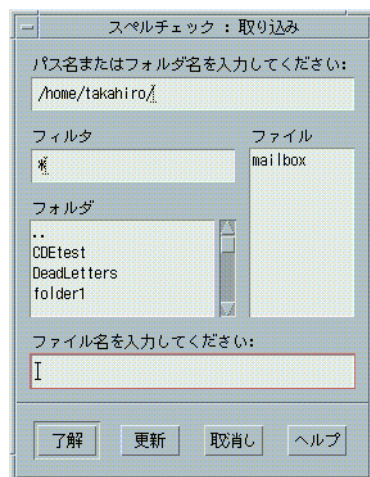 スペルチェック : 取り込み
パス名またはフォルダ名を入力してください:
/home/takahiro/
フィルタ
*
ファイル
mailbox
フォルダ
..
CDEtest
DeadLetters
folder1
ファイル名を入力してください:
了解 更新 取消し ヘルプ